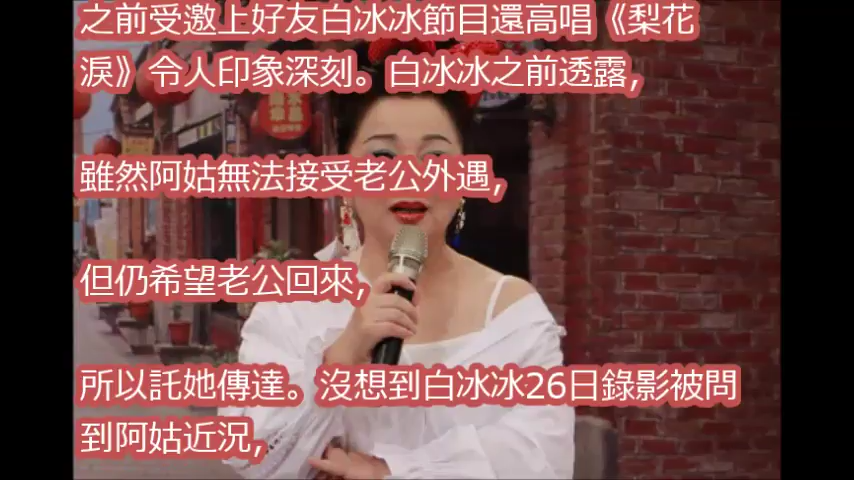 之前受邀上好友白冰冰節目還高唱《梨花
淚》令人印象深刻。白冰冰之前透露,
雖然阿姑無法接受老公外遇,
但仍希望老公回來,
所以託她傳達。沒想到白冰冰26日錄影被問
到阿姑近況,